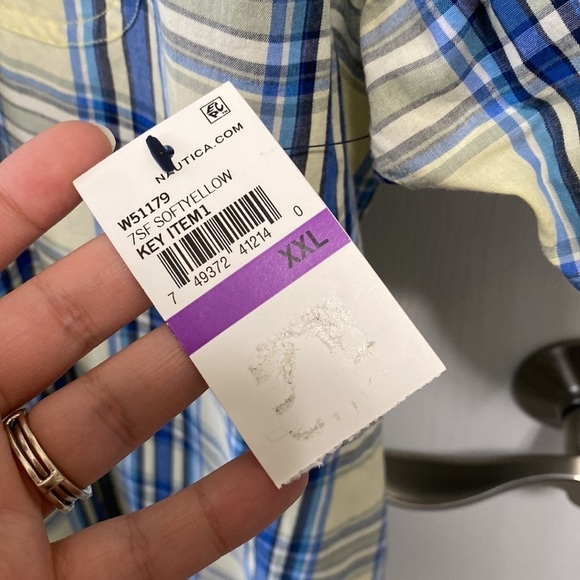 NAUTICA.COM
W51179
7SF SOFTYELLOW
KEY ITEM1
7 49372 41214 0
XXL